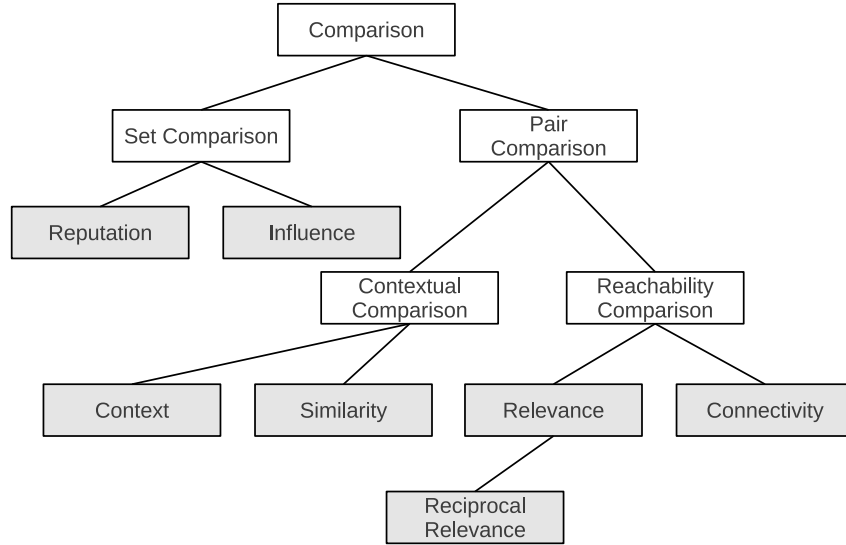 Comparison
Set Comparison
Pair
Comparison
Reputation
Influence
Contextual
Comparison
Reachability
Comparison
Context
Similarity
Relevance
Connectivity
Reciprocal
Relevance